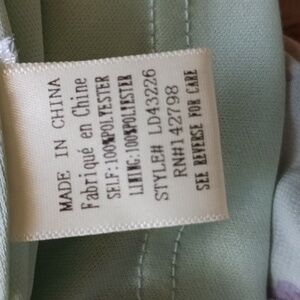 MADE IN CHINA
Fabriqué en Chine
SELF:100%POLYESTER
LINING:100%POLYESTER
STYLE# LD43226
RN#142798
SEE REVERSE FOR CARE